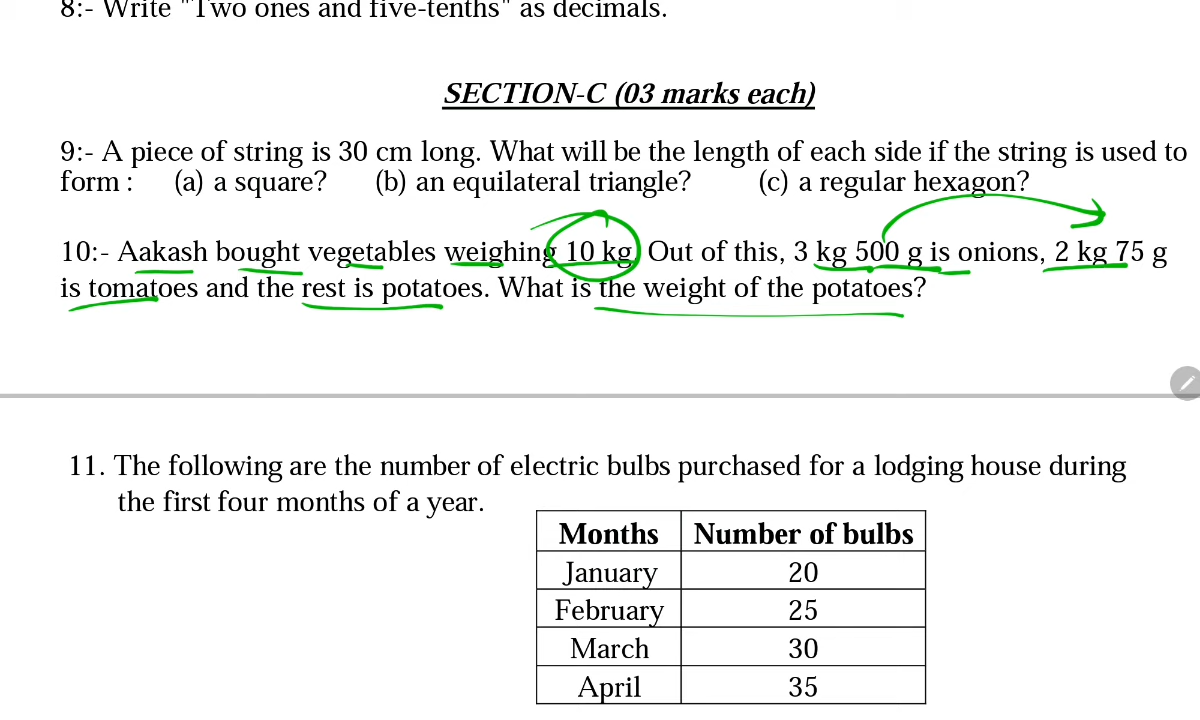 8:- Write "Two ones and five-tenths" as decimals.
SECTION-C (03 marks each)
9:- A piece of string is 30 cm long. What will be the length of each side if the string is used to
form : (a) a square? (b) an equilateral triangle? (c) a regular hexagon?
10:- Aakash bought vegetables weighing 10 kg. Out of this, 3 kg 500 g is onions, 2 kg 75 g
is tomatoes and the rest is potatoes. What is the weight of the potatoes?
11. The following are the number of electric bulbs purchased for a lodging house during
the first four months of a year.
Months Number of bulbs
January 20
February 25
March 30
April 35